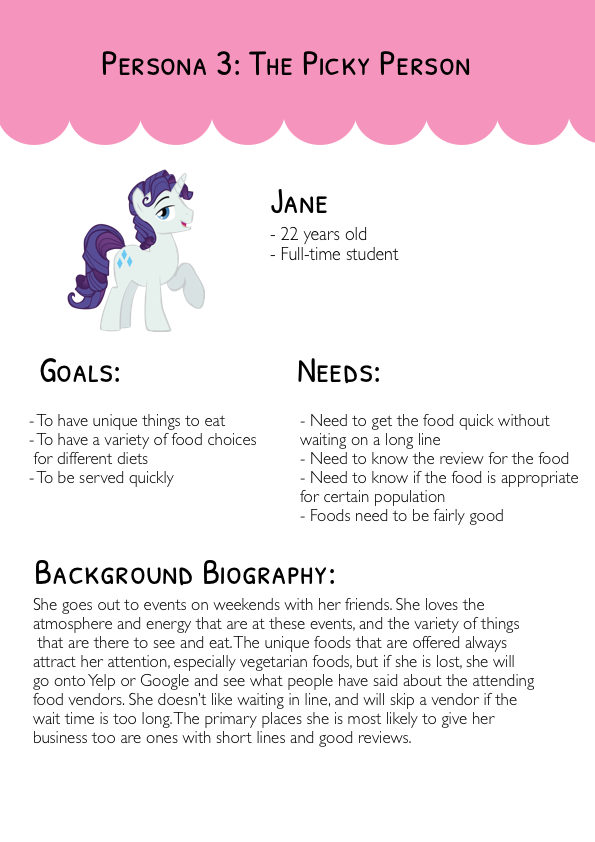 Persona 3: The Picky Person
Jane
- 22 years old
- Full-time student
Goals:
- To have unique things to eat
- To have a variety of food choices
for different diets
- To be served quickly
Needs:
- Need to get the food quick without
waiting on a long line
- Need to know the review for the food
- Need to know if the food is appropriate
for certain population
- Foods need to be fairly good
Background Biography:
She goes out to events on weekends with her friends. She loves the
atmosphere and energy that are at these events, and the variety of things
that are there to see and eat. The unique foods that are offered always
attract her attention, especially vegetarian foods, but if she is lost, she will
go onto Yelp or Google and see what people have said about the attending
food vendors. She doesn't like waiting in line, and will skip a vendor if the
wait time is too long. The primary places she is most likely to give her
business too are ones with short lines and good reviews.